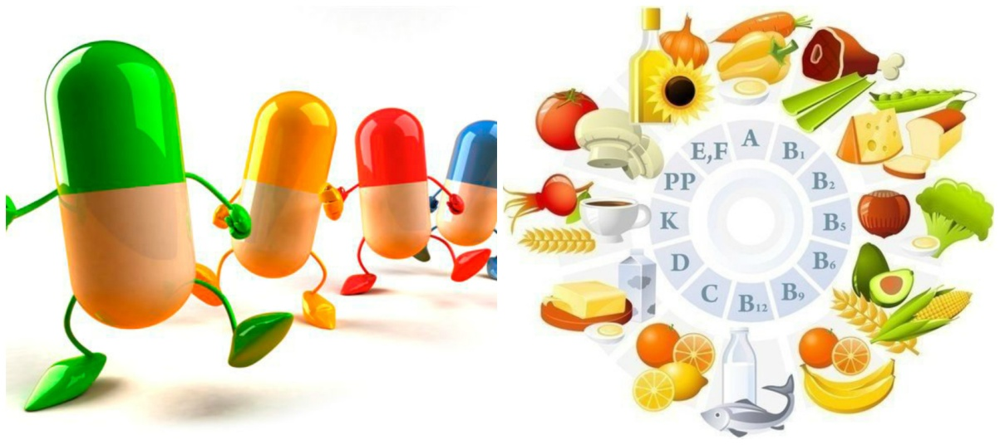 A
B₁
B₂
B₅
B₆
B₉
B₁₂
C
D
K
PP
E,F